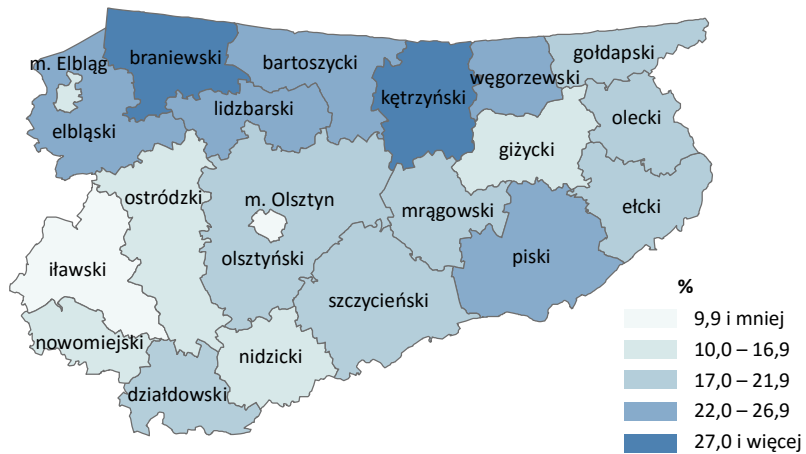 gołdapski
m. Elbląg
braniewski
bartoszycki
węgorzewski
kętrzyński
lidzbarski
olecki
elbląski
giżycki
ostródzki
m. Olsztyn
mrągowski
ełcki
olsztyński
piski
iławski
szczycieński
nowomiejski
nidzicki
działdowski
%
9,9 i mniej
10,0 – 16,9
17,0 – 21,9
22,0 – 26,9
27,0 i więcej